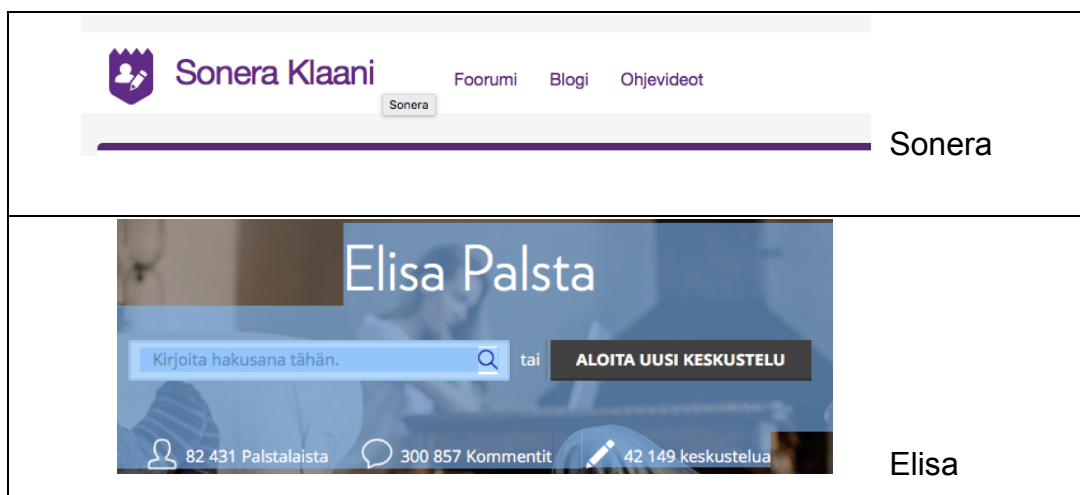 Sonera Klaani Foorumi Blogi Ohjevideot
Sonera
Sonera
Elisa Palsta
Kirjoita hakusana tähän. tai ALOITA UUSI KESKUSTELU
82 431 Palstalaista 300 857 Kommentit 42 149 keskustelua
Elisa